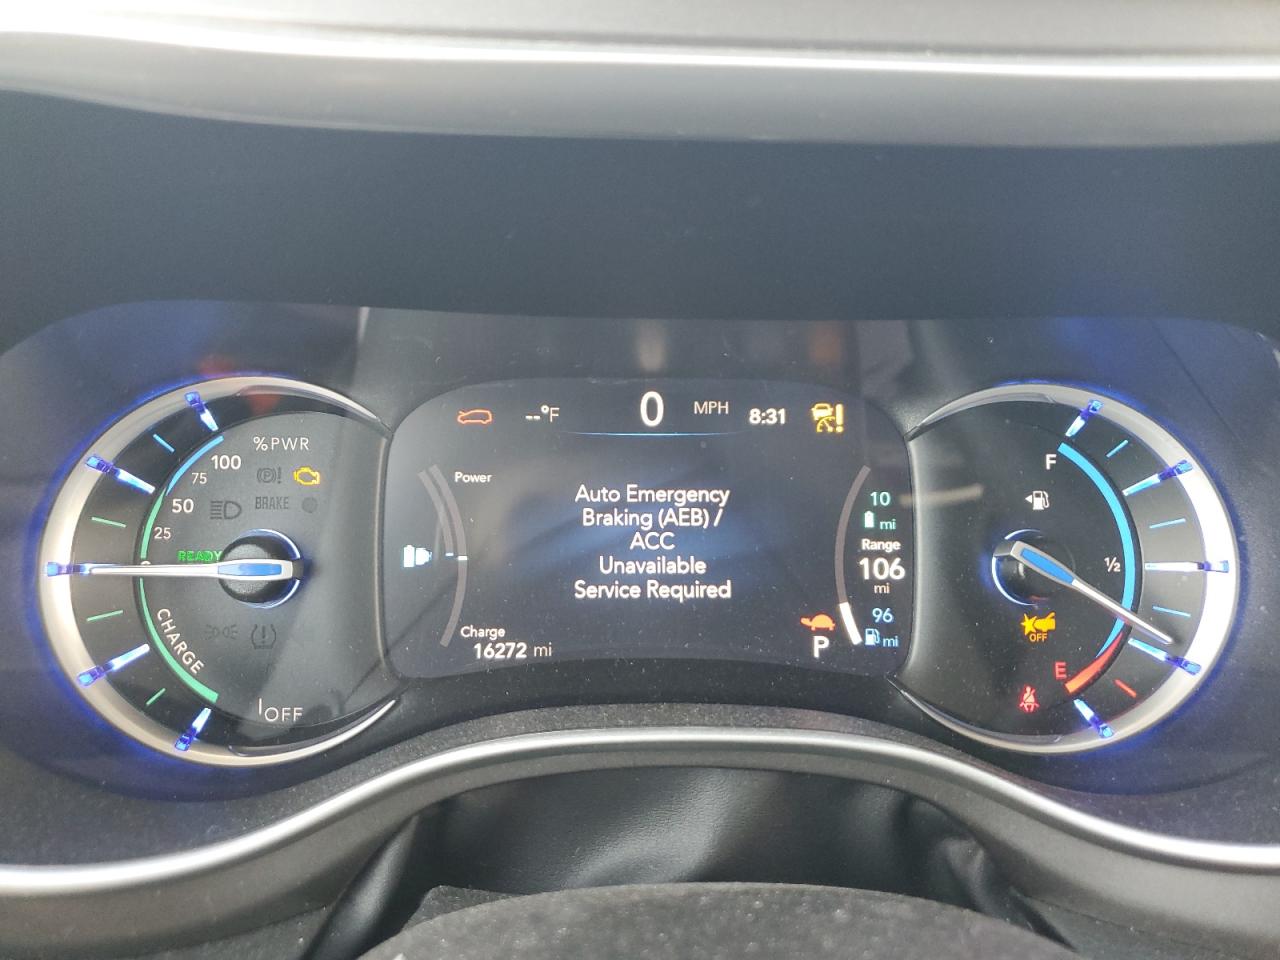 %PWR
100
75
50
25
0
READY
BRAKE
CHARGE
OFF
--°F
0 MPH
8:31
Power
Auto Emergency
Braking (AEB) /
ACC
Unavailable
Service Required
Charge
16272 mi
P
10
mi
Range
106
mi
96
mi
F
½
E
OFF